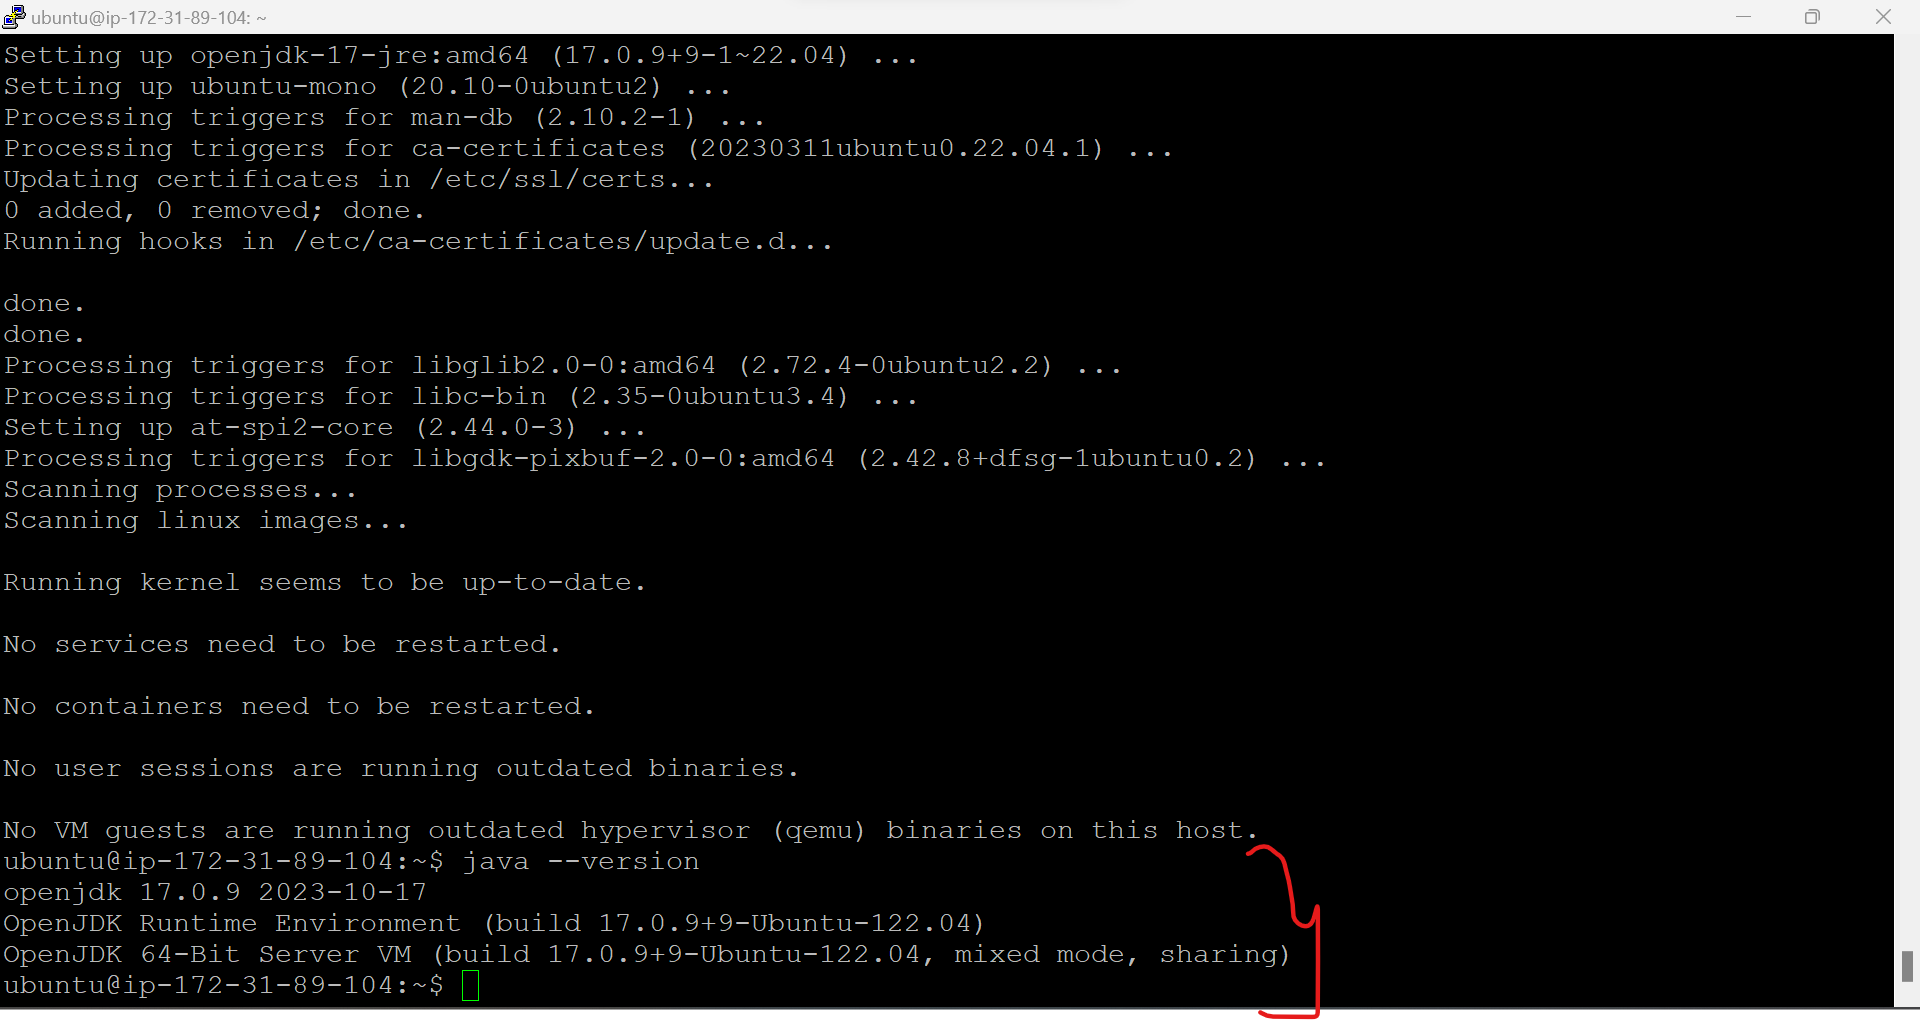 ubuntu@ip-172-31-89-104: ~
Setting up openjdk-17-jre:amd64 (17.0.9+9-1~22.04) ...
Setting up ubuntu-mono (20.10-0ubuntu2) ...
Processing triggers for man-db (2.10.2-1) ...
Processing triggers for ca-certificates (20230311ubuntu0.22.04.1) ...
Updating certificates in /etc/ssl/certs...
0 added, 0 removed; done.
Running hooks in /etc/ca-certificates/update.d...
done.
done.
Processing triggers for libglib2.0-0:amd64 (2.72.4-0ubuntu2.2) ...
Processing triggers for libc-bin (2.35-0ubuntu3.4) ...
Setting up at-spi2-core (2.44.0-3) ...
Processing triggers for libgdk-pixbuf-2.0-0:amd64 (2.42.8+dfsg-1ubuntu0.2) ...
Scanning processes...
Scanning linux images...
Running kernel seems to be up-to-date.
No services need to be restarted.
No containers need to be restarted.
No user sessions are running outdated binaries.
No VM guests are running outdated hypervisor (qemu) binaries on this host.
ubuntu@ip-172-31-89-104:~$ java --version
openjdk 17.0.9 2023-10-17
OpenJDK Runtime Environment (build 17.0.9+9-Ubuntu-122.04)
OpenJDK 64-Bit Server VM (build 17.0.9+9-Ubuntu-122.04, mixed mode, sharing)
ubuntu@ip-172-31-89-104:~$